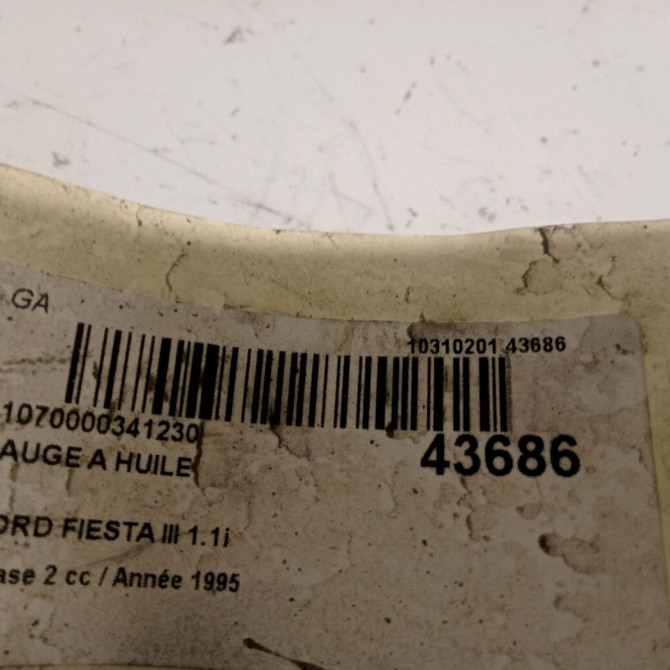 GA
10310201 43686
1070000341230
AUGE A HUILE
43686
ORD FIESTA III 1.1i
ase 2 cc / Année 1995